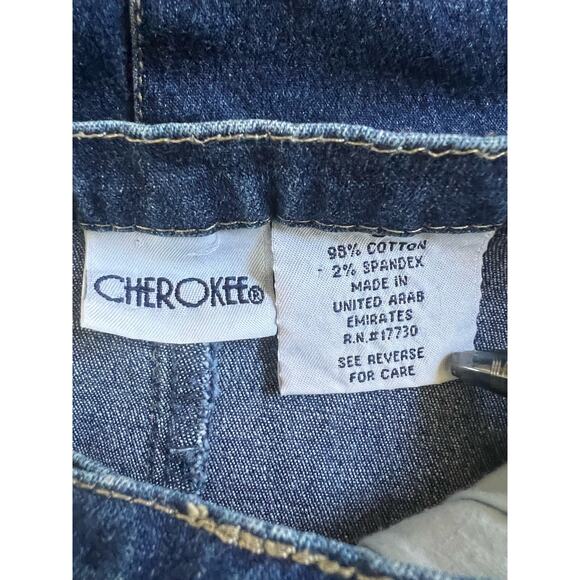 CHEROKEE®
98% COTTON
2% SPANDEX
MADE IN
UNITED ARAB
EMIRATES
R.N.#17730
SEE REVERSE
FOR CARE